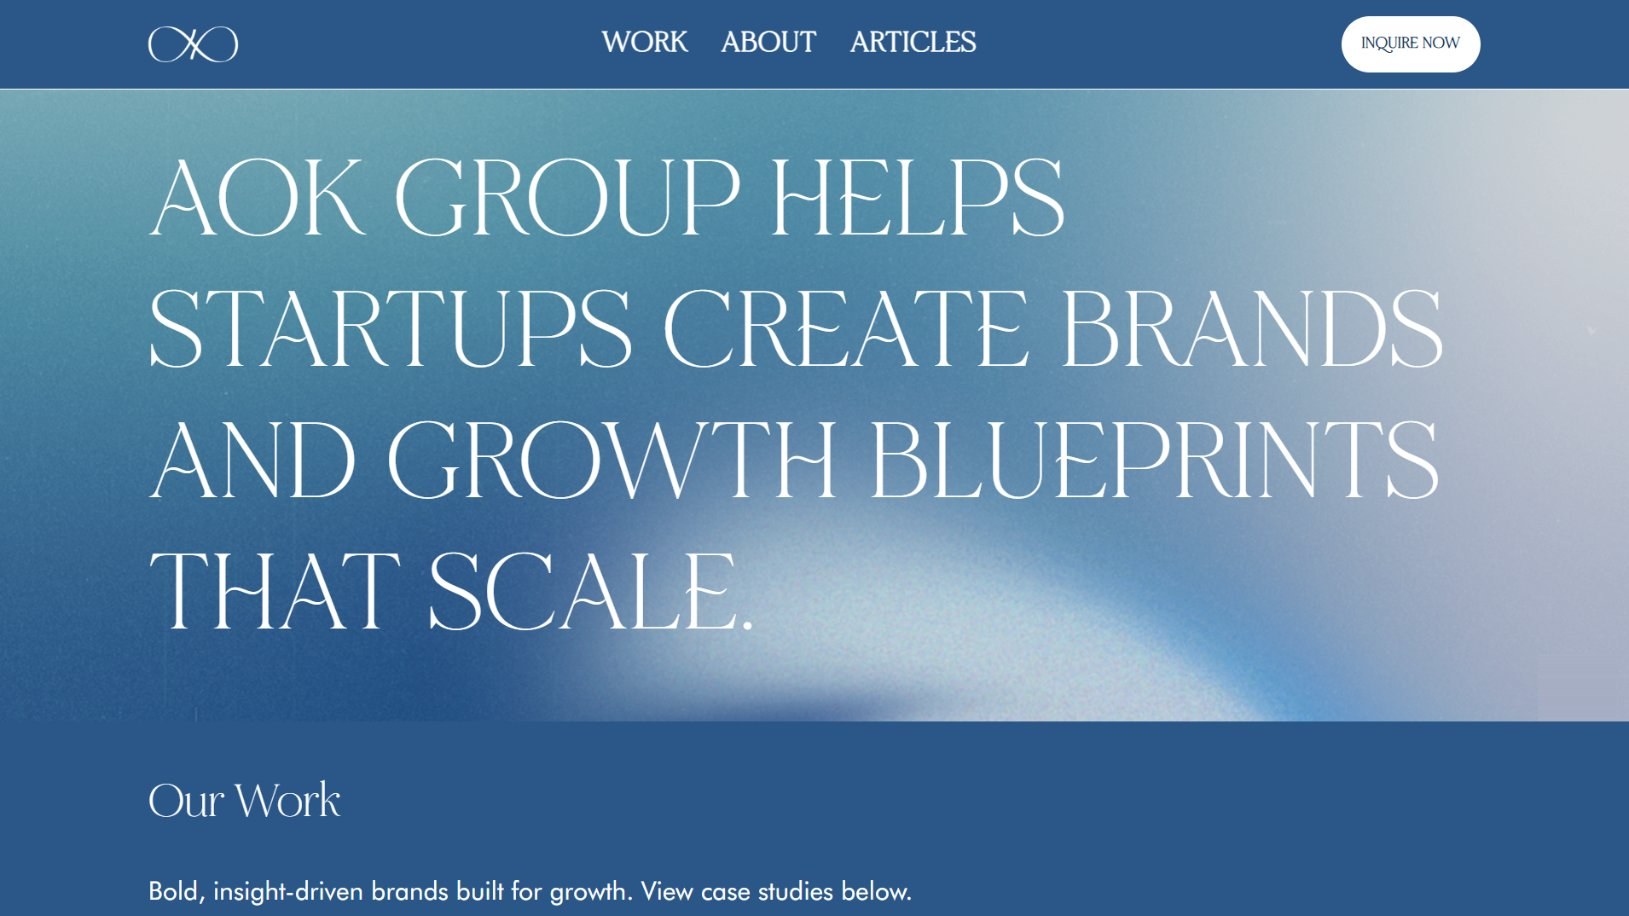 WORK ABOUT ARTICLES
INQUIRE NOW
AOK GROUP HELPS
STARTUPS CREATE BRANDS
AND GROWTH BLUEPRINTS
THAT SCALE.
Our Work
Bold, insight-driven brands built for growth. View case studies below.